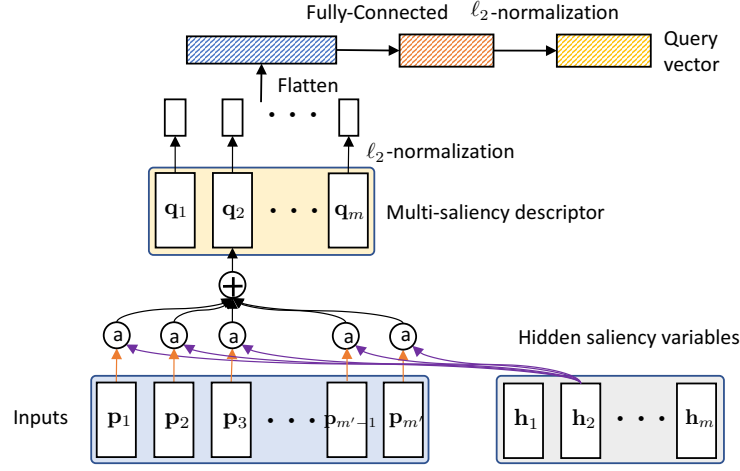 Fully-Connected ℓ₂-normalization
Query
vector
Flatten
· · ·
ℓ₂-normalization
q₁ q₂ · · · qₘ
Multi-saliency descriptor
+
a a a a a
Hidden saliency variables
Inputs
p₁ p₂ p₃ · · · pₘ′₋₁ pₘ′
h₁ h₂ · · · hₘ